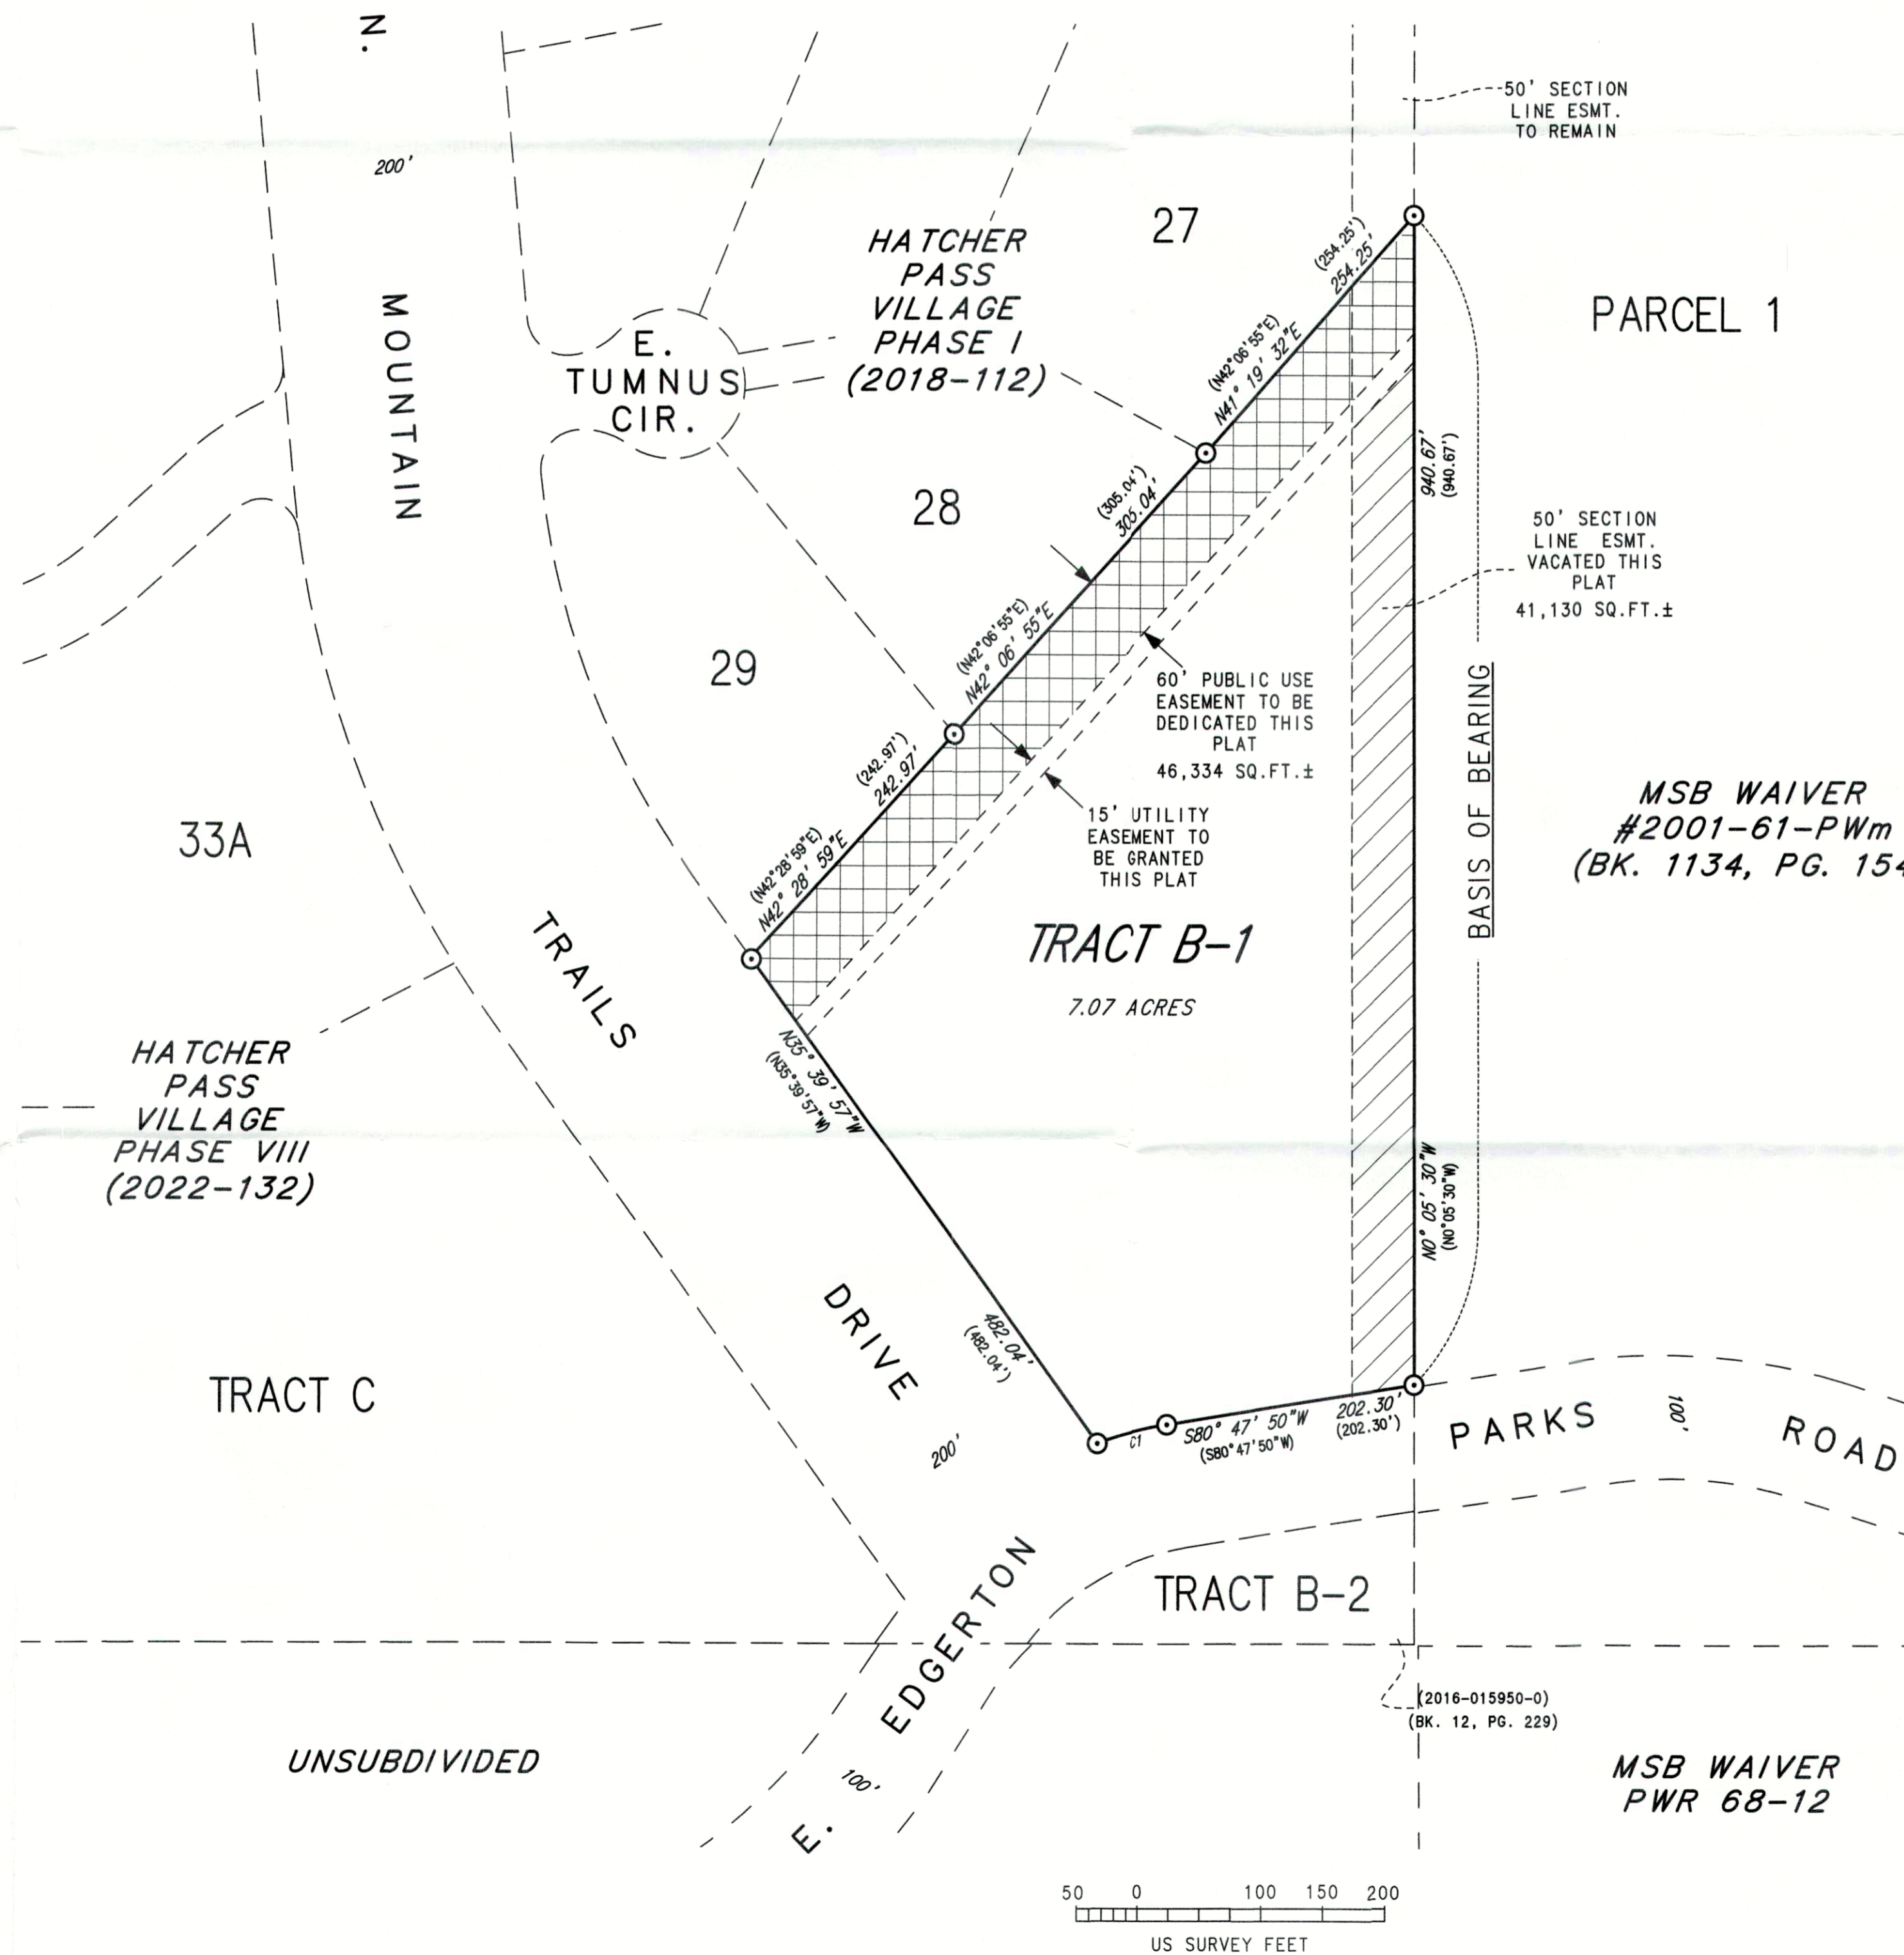 N.
MOUNTAIN
TRAILS
DRIVE
200'
200'
50' SECTION
LINE ESMT.
TO REMAIN
27
HATCHER
PASS
VILLAGE
PHASE I
(2018-112)
E.
TUMNUS
CIR.
PARCEL 1
(254.25')
254.25'
(N42°06'55"E)
N41° 19' 32"E
(305.04')
305.04'
(N42°06'55"E)
N42° 06' 55"E
28
29
940.67'
(940.67')
50' SECTION
LINE ESMT.
VACATED THIS
PLAT
41,130 SQ.FT.±
60' PUBLIC USE
EASEMENT TO BE
DEDICATED THIS
PLAT
46,334 SQ.FT.±
15' UTILITY
EASEMENT TO
BE GRANTED
THIS PLAT
BASIS OF BEARING
(242.97')
242.97'
(N42°28'59"E)
N42° 28' 59"E
33A
MSB WAIVER
#2001-61-PWm
(BK. 1134, PG. 154
TRACT B-1
7.07 ACRES
N35° 39' 57"W
(N35°39'57"W)
482.04'
(482.04')
HATCHER
PASS
VILLAGE
PHASE VIII
(2022-132)
N0° 05' 30"W
(N0°05'30"W)
TRACT C
C1
S80° 47' 50"W
(S80°47'50"W)
202.30'
(202.30')
E. EDGERTON PARKS ROAD
100'
100'
TRACT B-2
(2016-015950-0)
(BK. 12, PG. 229)
UNSUBDIVIDED
MSB WAIVER
PWR 68-12
50 0 100 150 200
US SURVEY FEET